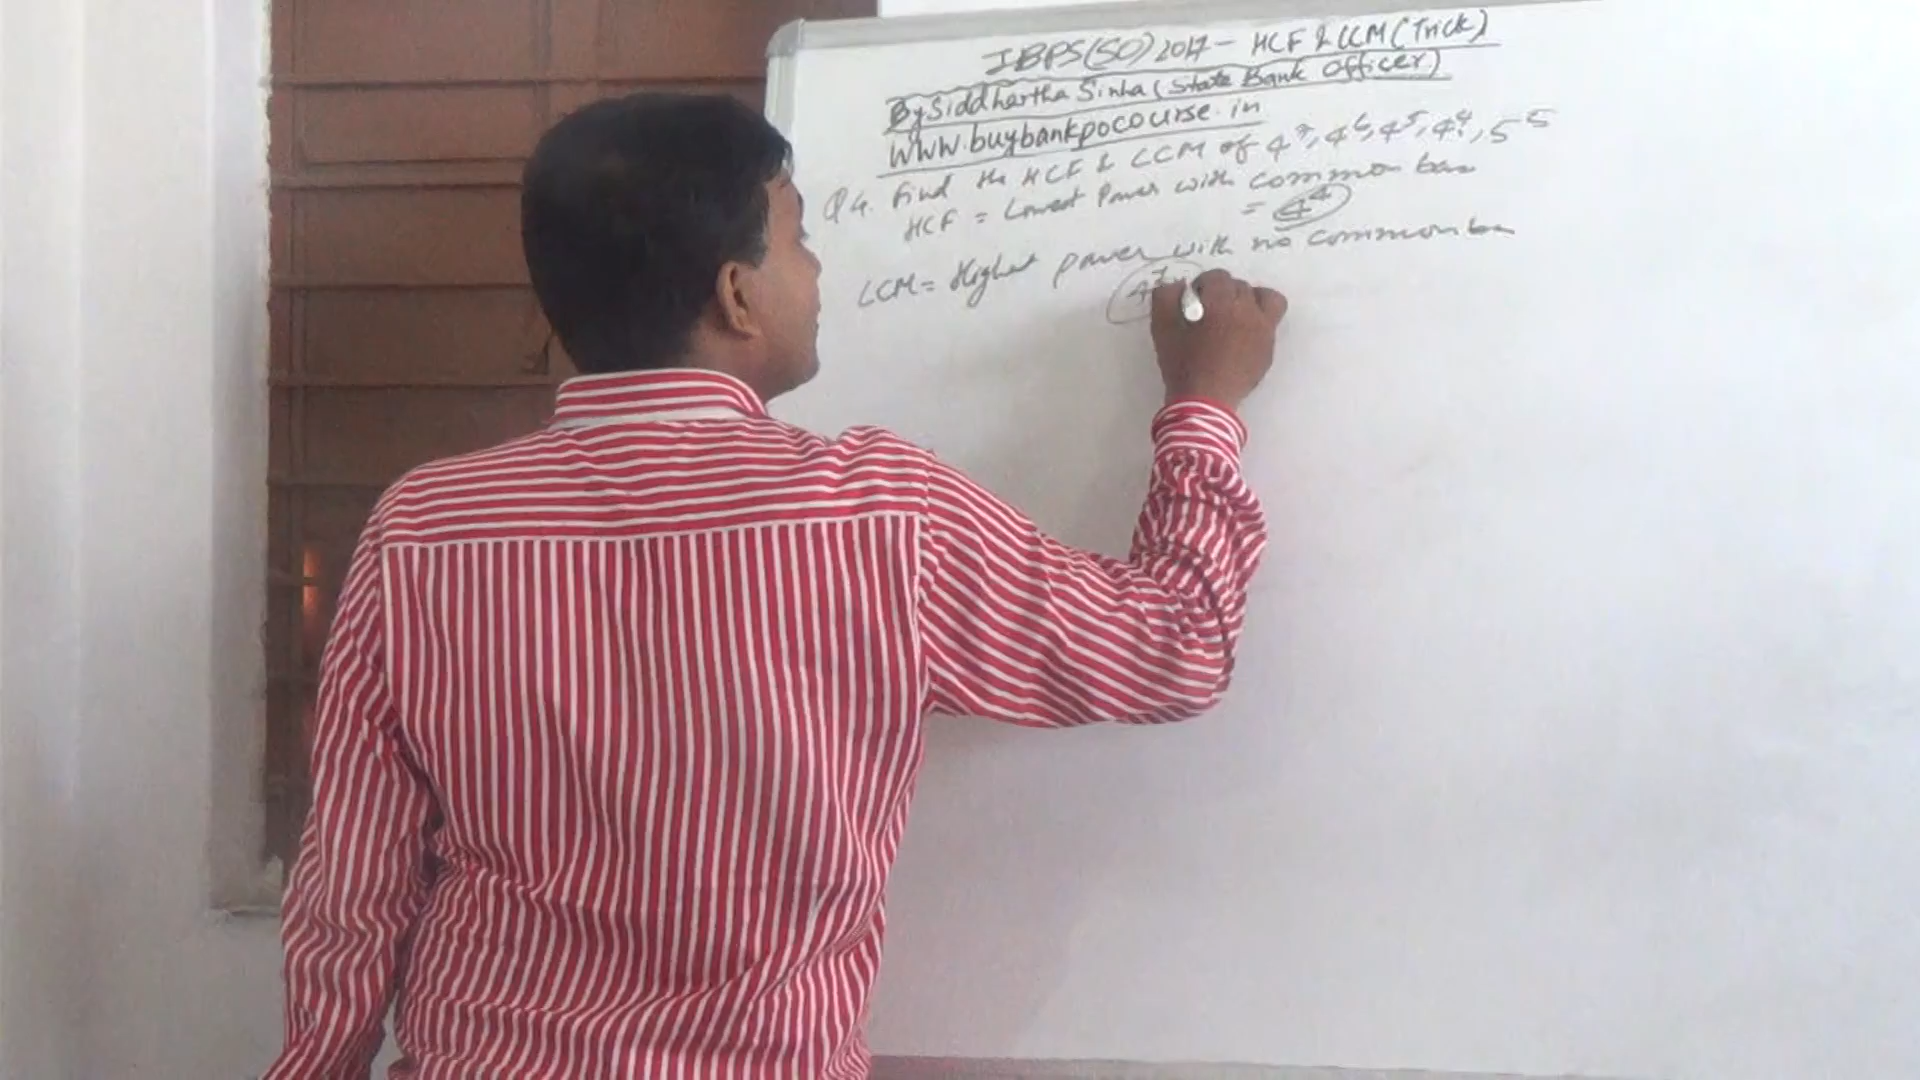 IBPS(SO) 2017 - HCF & LCM (Trick)
By Siddhartha Sinha (State Bank Officer)
www.buybankpocourse.in
Q4. Find the HCF & LCM of 4⁷, 4⁶, 4⁵, 4⁴, 5⁵
HCF = Lowest Power with common base
= 4⁴
LCM = Highest power with no common base
4⁷